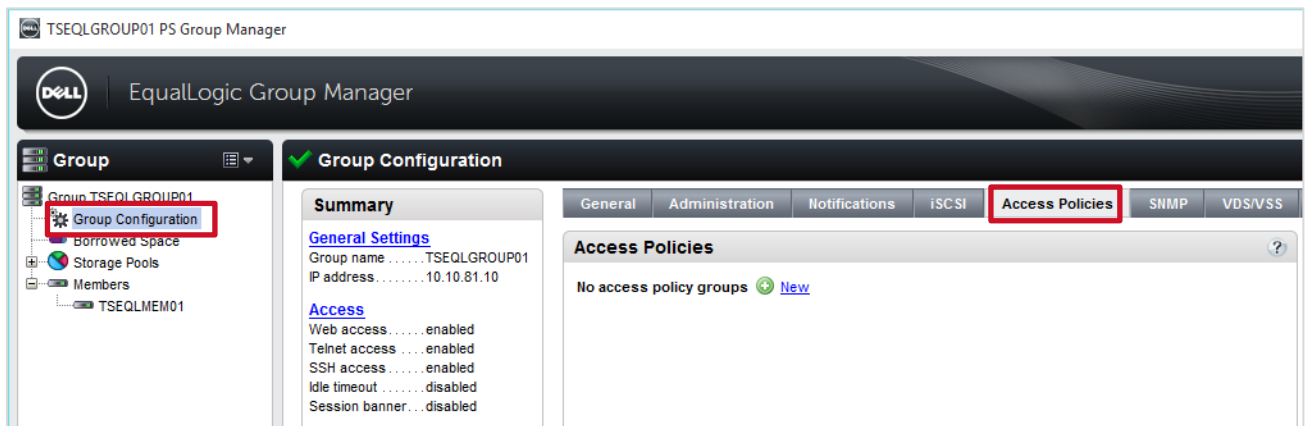 TSEQLGROUP01 PS Group Manager
DELL
EqualLogic Group Manager
Group
Group Configuration
Group TSEQLGROUP01
Group Configuration
Borrowed Space
Storage Pools
Members
TSEQLMEM01
Summary
General Settings
Group name ......TSEQLGROUP01
IP address........10.10.81.10
Access
Web access......enabled
Telnet access ....enabled
SSH access.......enabled
Idle timeout .......disabled
Session banner...disabled
General Administration Notifications iSCSI Access Policies SNMP VDS/VSS
Access Policies
?
No access policy groups New